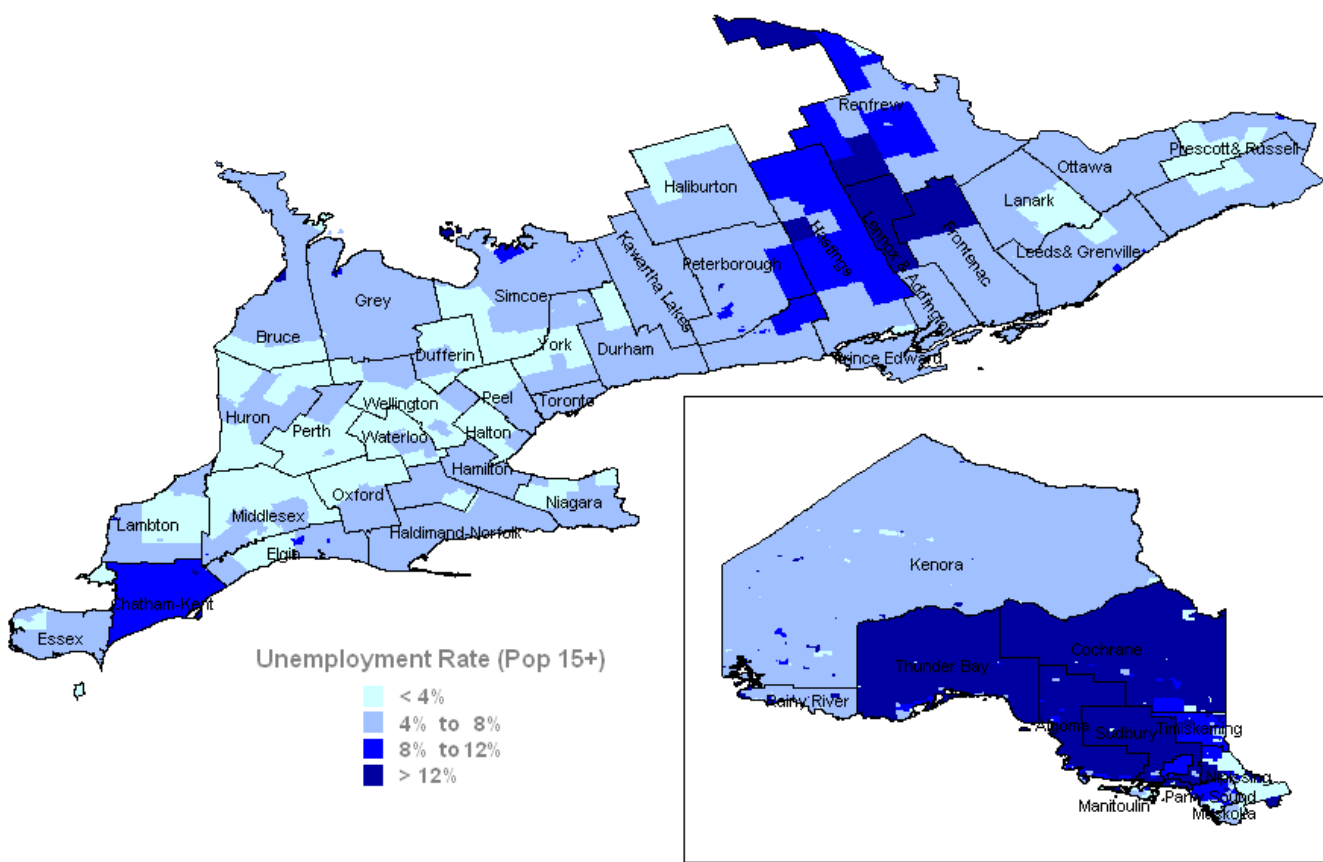 Renfrew
Prescott& Russell
Ottawa
Haliburton
Lanark
Hastings
Lennox & Addington
Frontenac
Leeds& Grenville
Kawartha Lakes
Peterborough
Grey
Simcoe
Bruce
York
Durham
Dufferin
Prince Edward
Peel
Toronto
Wellington
Huron
Perth
Waterloo
Halton
Hamilton
Oxford
Niagara
Lambton
Middlesex
Haldimand-Norfolk
Elgin
Chatham-Kent
Essex
Unemployment Rate (Pop 15+)
< 4%
4% to 8%
8% to 12%
> 12%
Kenora
Cochrane
Thunder Bay
Rainy River
Algoma
Sudbury
Timiskaming
Nipissing
Manitoulin
Parry Sound
Muskoka